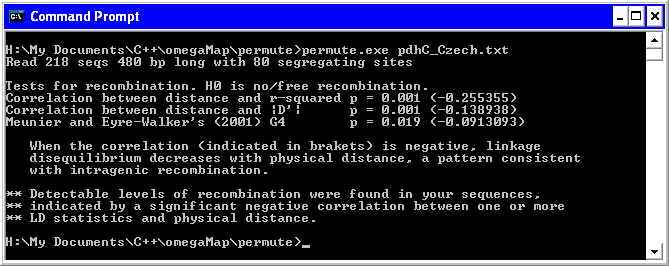 Command Prompt
H:\My Documents\C++\omegaMap\permute>permute.exe pdhC_Czech.txt
Read 218 seqs 480 bp long with 80 segregating sites
Tests for recombination. H0 is no/free recombination.
Correlation between distance and r-squared p = 0.001 (-0.255355)
Correlation between distance and |D'| p = 0.001 (-0.138938)
Meunier and Eyre-Walker's (2001) G4 p = 0.019 (-0.0913093)
When the correlation (indicated in brakets) is negative, linkage
disequilibrium decreases with physical distance, a pattern consistent
with intragenic recombination.
** Detectable levels of recombination were found in your sequences,
** indicated by a significant negative correlation between one or more
** LD statistics and physical distance.
H:\My Documents\C++\omegaMap\permute>_